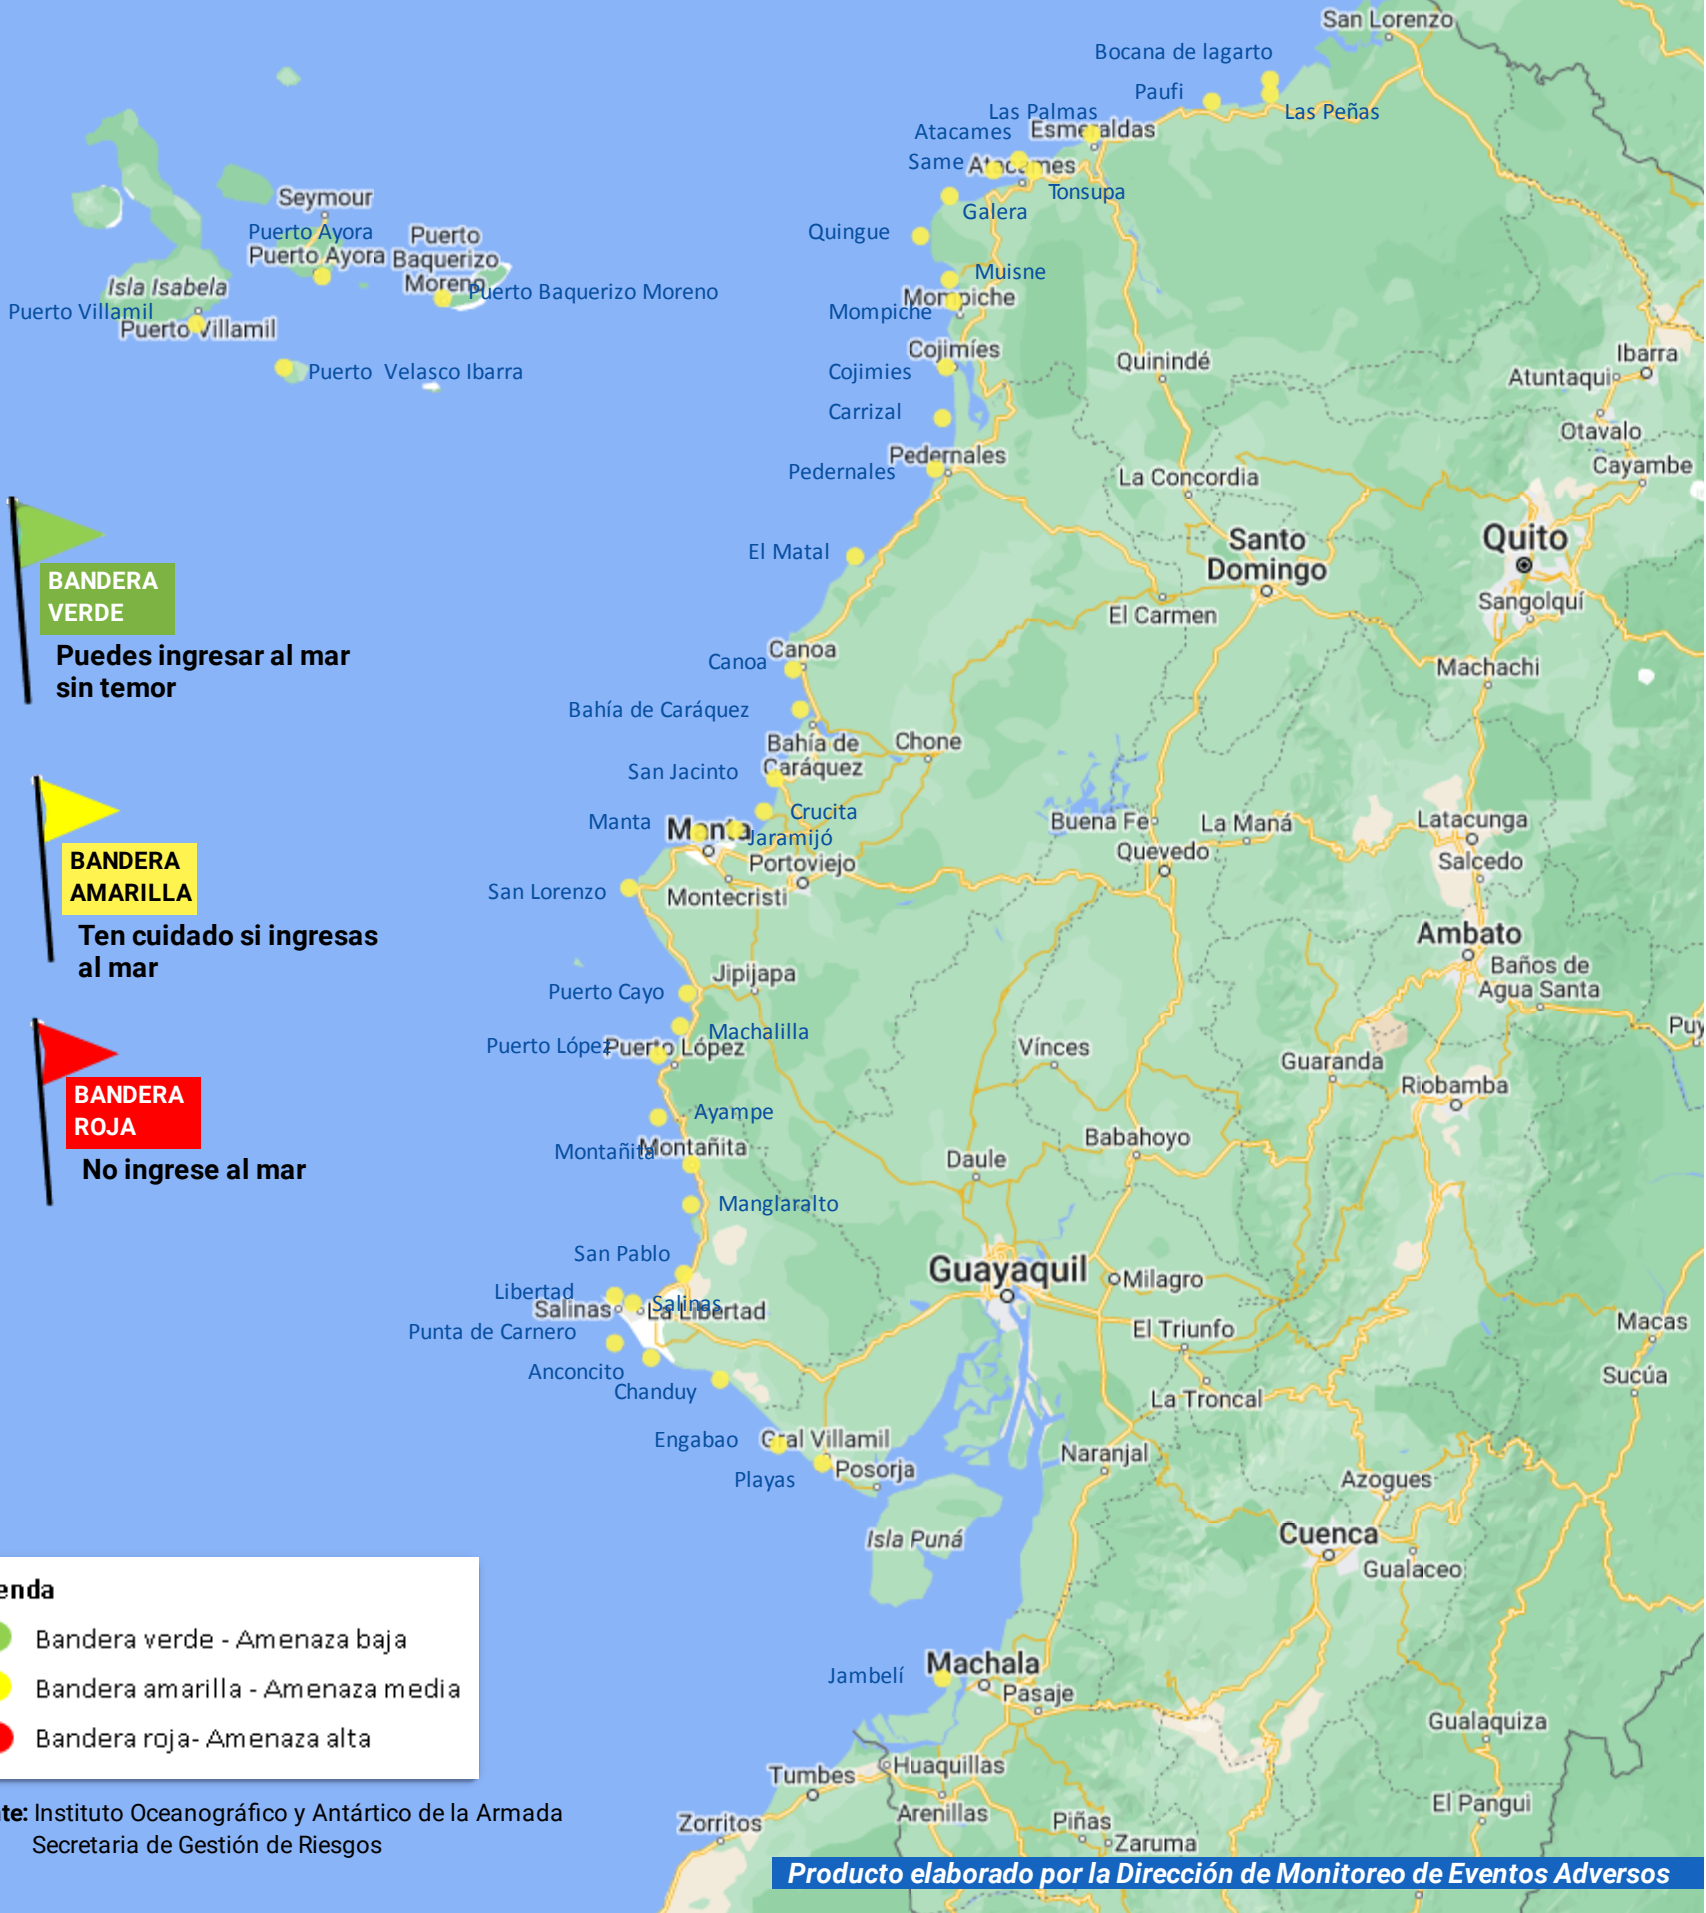 San Lorenzo
Bocana de lagarto
Paufi
Las Palmas
Las Peñas
Atacames
Esmeraldas
Same
Atacames
Tonsupa
Galera
Quingue
Muisne
Mompiche
Mompiche
Cojimíes
Cojimies
Carrizal
Pedernales
Pedernales
El Matal
Canoa
Canoa
Bahía de Caráquez
Bahía de
Caráquez
Chone
San Jacinto
Crucita
Manta
Manta
Jaramijó
Portoviejo
Montecristi
San Lorenzo
Jipijapa
Puerto Cayo
Machalilla
Puerto López
Puerto López
Ayampe
Montañita
Montañita
Manglaralto
San Pablo
Libertad
Salinas
Salinas
La Libertad
Punta de Carnero
Anconcito
Chanduy
Engabao
Gral Villamil
Playas
Posorja
Isla Puná
Jambelí
Machala
Pasaje
Huaquillas
Tumbes
Arenillas
Zorritos
Piñas
Zaruma
Seymour
Puerto Ayora
Puerto Ayora
Puerto
Baquerizo
Moreno
Puerto Baquerizo Moreno
Isla Isabela
Puerto Villamil
Puerto Villamil
Puerto Velasco Ibarra
Quinindé
Ibarra
Atuntaqui
Otavalo
Cayambe
La Concordia
Santo
Domingo
Quito
Sangolquí
El Carmen
Machachi
Buena Fe
La Maná
Latacunga
Quevedo
Salcedo
Ambato
Baños de
Agua Santa
Puy
Vínces
Guaranda
Riobamba
Babahoyo
Daule
Guayaquil
Milagro
El Triunfo
Macas
Sucúa
La Troncal
Naranjal
Azogues
Cuenca
Gualaceo
Gualaquiza
El Pangui
BANDERA
VERDE
Puedes ingresar al mar
sin temor
BANDERA
AMARILLA
Ten cuidado si ingresas
al mar
BANDERA
ROJA
No ingrese al mar
enda
Bandera verde - Amenaza baja
Bandera amarilla - Amenaza media
Bandera roja- Amenaza alta
te: Instituto Oceanográfico y Antártico de la Armada
Secretaria de Gestión de Riesgos
Producto elaborado por la Dirección de Monitoreo de Eventos Adversos